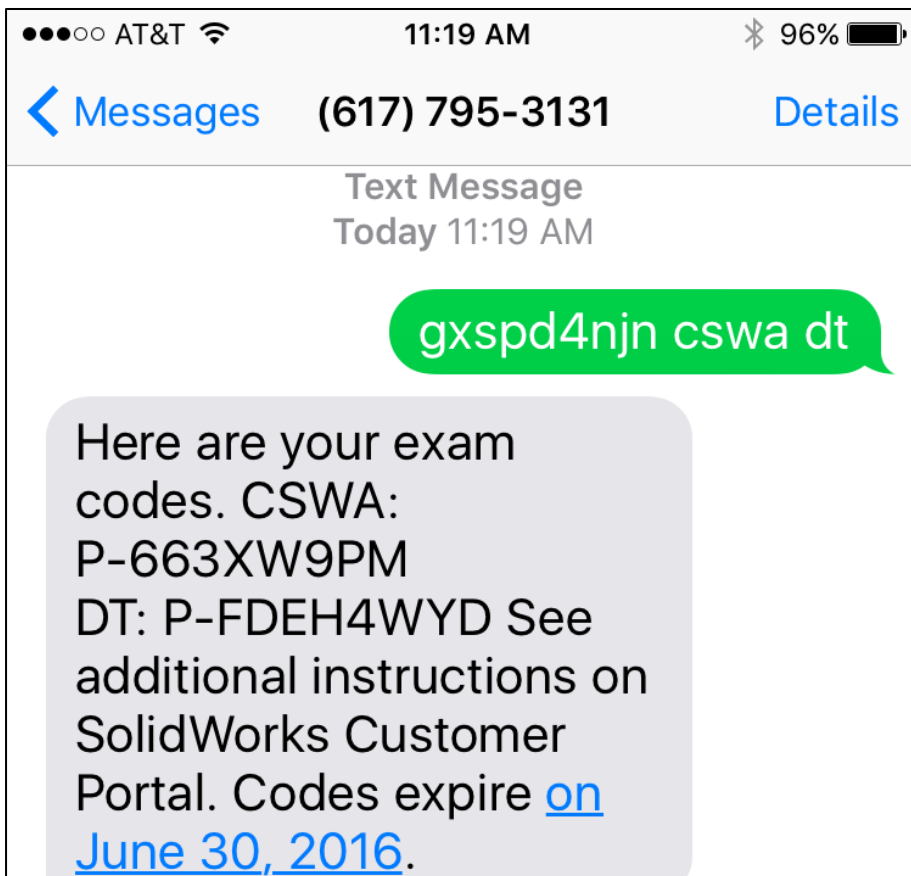 AT&T 11:19 AM 96%
Messages (617) 795-3131 Details
Text Message
Today 11:19 AM
gxspd4njn cswa dt
Here are your exam
codes. CSWA:
P-663XW9PM
DT: P-FDEH4WYD See
additional instructions on
SolidWorks Customer
Portal. Codes expire on
June 30, 2016.